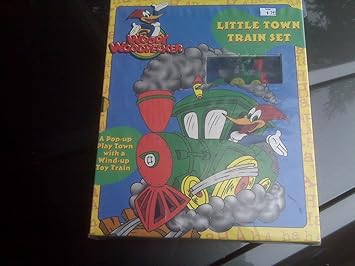 WOODY
WOODPECKER
LITTLE TOWN
TRAIN SET
A Pop-up
Play Town
with a
Wind-up
Toy Train